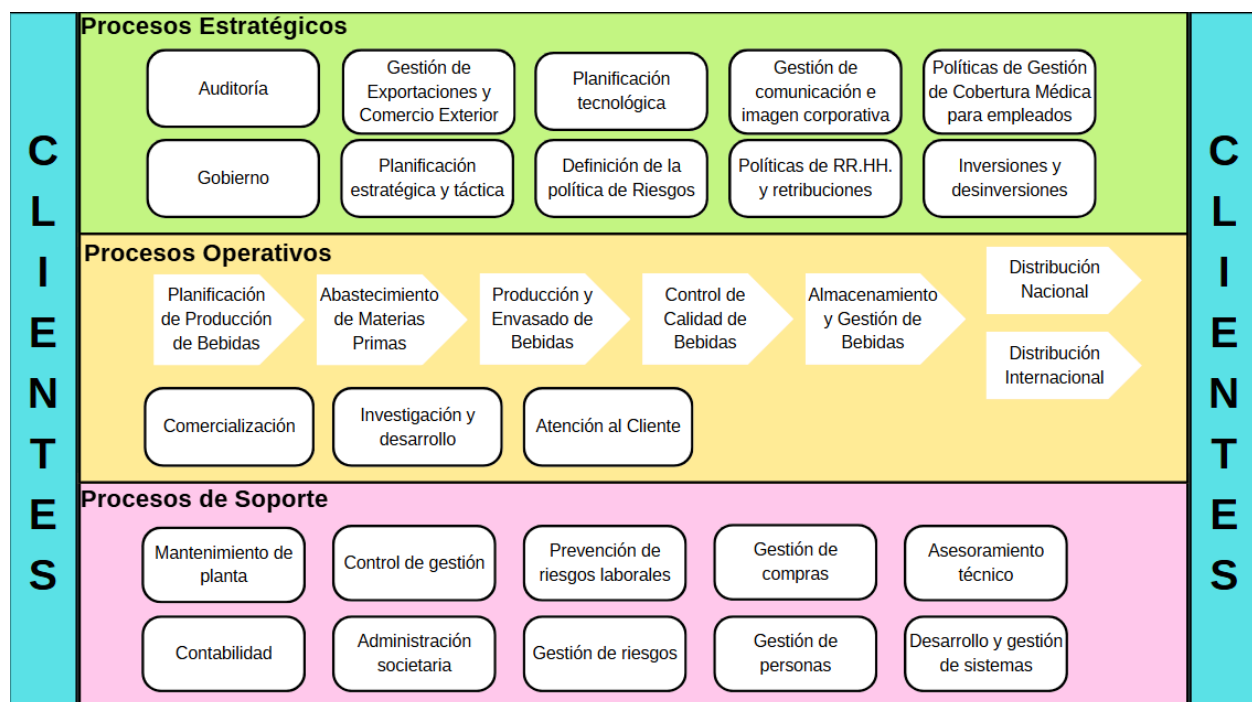 CLIENTES
Procesos Estratégicos
Auditoría
Gestión de
Exportaciones y
Comercio Exterior
Planificación
tecnológica
Gestión de
comunicación e
imagen corporativa
Políticas de Gestión
de Cobertura Médica
para empleados
Gobierno
Planificación
estratégica y táctica
Definición de la
política de Riesgos
Políticas de RR.HH.
y retribuciones
Inversiones y
desinversiones
Procesos Operativos
Planificación
de Producción
de Bebidas
Abastecimiento
de Materias
Primas
Producción y
Envasado de
Bebidas
Control de
Calidad de
Bebidas
Almacenamiento
y Gestión de
Bebidas
Distribución
Nacional
Distribución
Internacional
Comercialización
Investigación y
desarrollo
Atención al Cliente
Procesos de Soporte
Mantenimiento de
planta
Control de gestión
Prevención de
riesgos laborales
Gestión de
compras
Asesoramiento
técnico
Contabilidad
Administración
societaria
Gestión de riesgos
Gestión de
personas
Desarrollo y gestión
de sistemas
CLIENTES